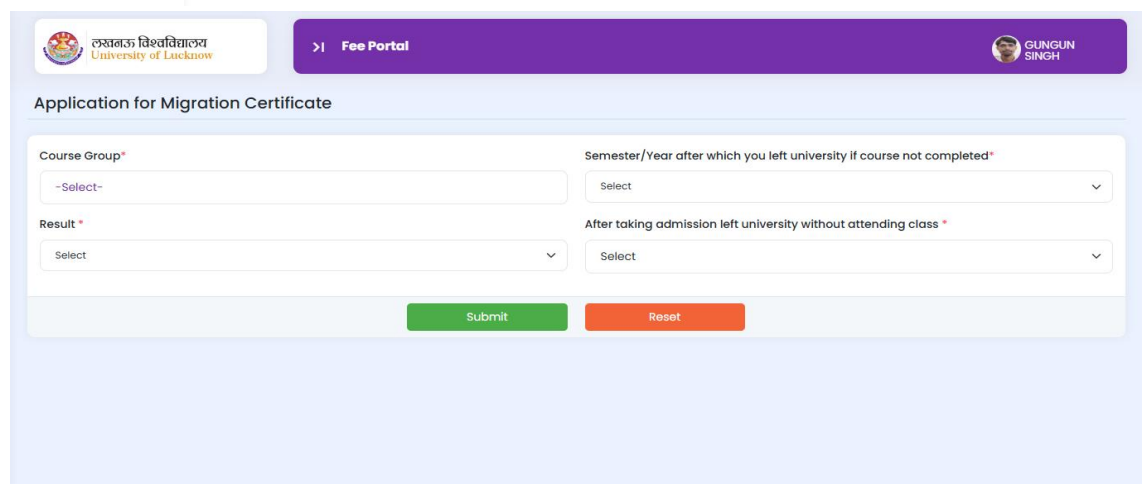 लखनऊ विश्वविद्यालय
University of Lucknow
>| Fee Portal
GUNGUN
SINGH
Application for Migration Certificate
Course Group*
-Select-
Semester/Year after which you left university if course not completed*
Select
Result *
Select
After taking admission left university without attending class *
Select
Submit
Reset